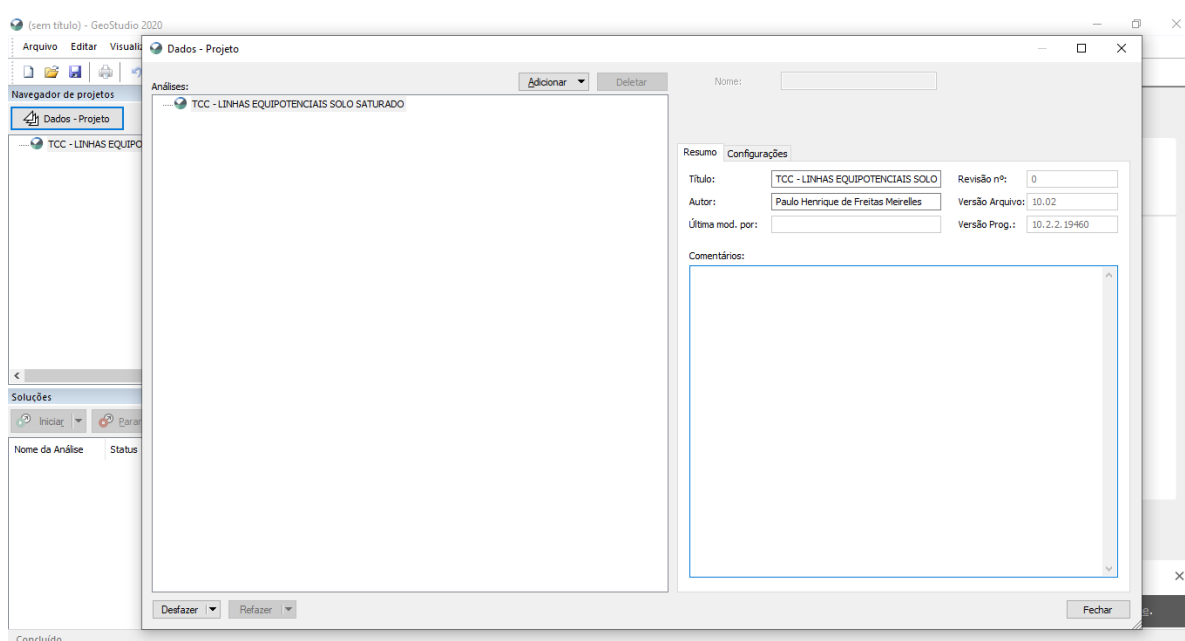 (sem título) - GeoStudio 2020
Arquivo Editar
Dados - Projeto
Navegador de projetos
Dados - Projeto
TCC - LINHAS EQUIPO
Análises:
Adicionar
Deletar
TCC - LINHAS EQUIPOTENCIAIS SOLO SATURADO
Nome:
Resumo Configurações
Título: TCC - LINHAS EQUIPOTENCIAIS SOLO Revisão nº: 0
Autor: Paulo Henrique de Freitas Meirelles Versão Arquivo: 10.02
Última mod. por: Versão Prog.: 10.2.2.19460
Comentários:
Soluções
Iniciar
Nome da Análise Status
Desfazer Refazer
Fechar
Concluído